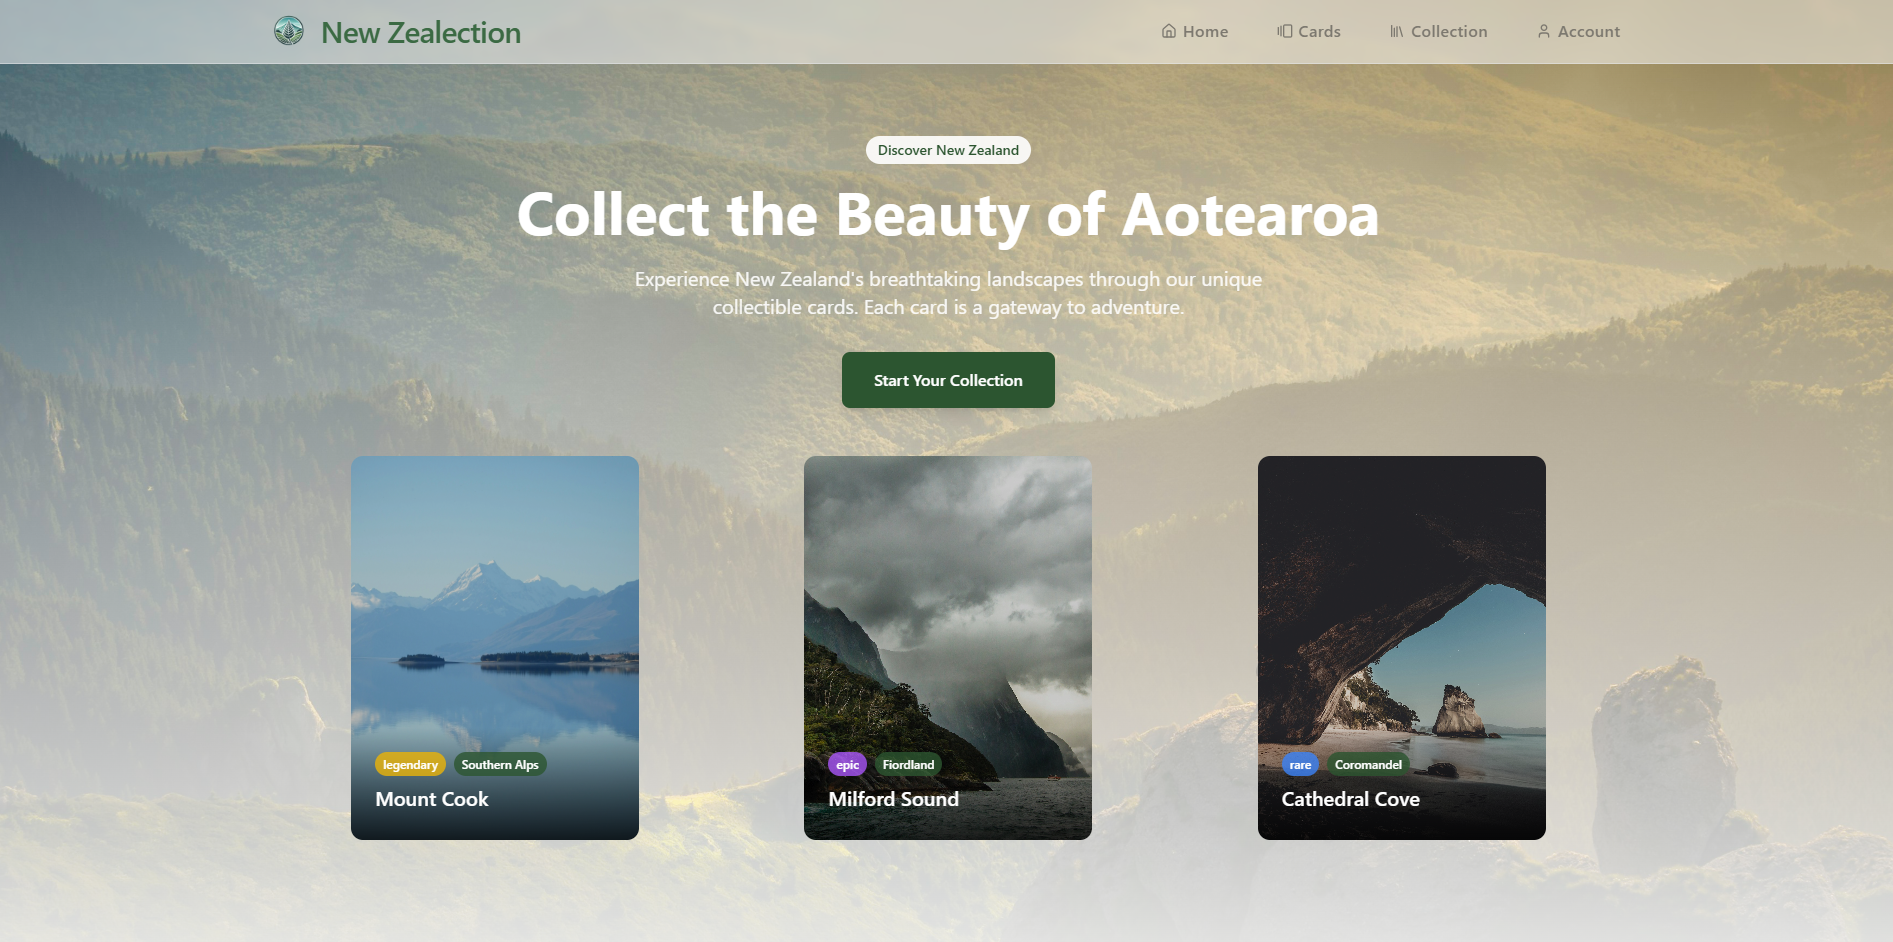 New Zealection
Home
Cards
Collection
Account
Discover New Zealand
Collect the Beauty of Aotearoa
Experience New Zealand's breathtaking landscapes through our unique
collectible cards. Each card is a gateway to adventure.
Start Your Collection
legendary
Southern Alps
Mount Cook
epic
Fiordland
Milford Sound
rare
Coromandel
Cathedral Cove